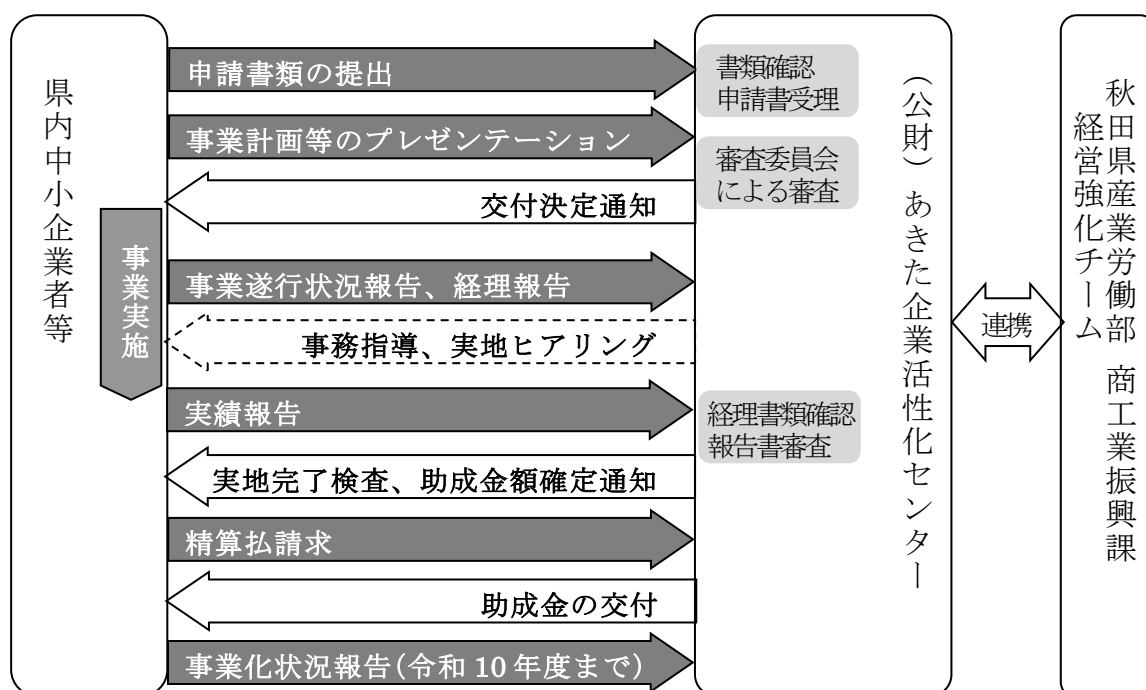 県内中小企業者等
事業実施
申請書類の提出
書類確認
申請書受理
事業計画等のプレゼンテーション
審査委員会
による審査
交付決定通知
事業遂行状況報告、経理報告
事務指導、実地ヒアリング
実績報告
経理書類確認
報告書審査
実地完了検査、助成金額確定通知
精算払請求
助成金の交付
事業化状況報告(令和 10 年度まで)
(公財)あきた企業活性化センター
連携
秋田県産業労働部 商工業振興課
経営強化チーム